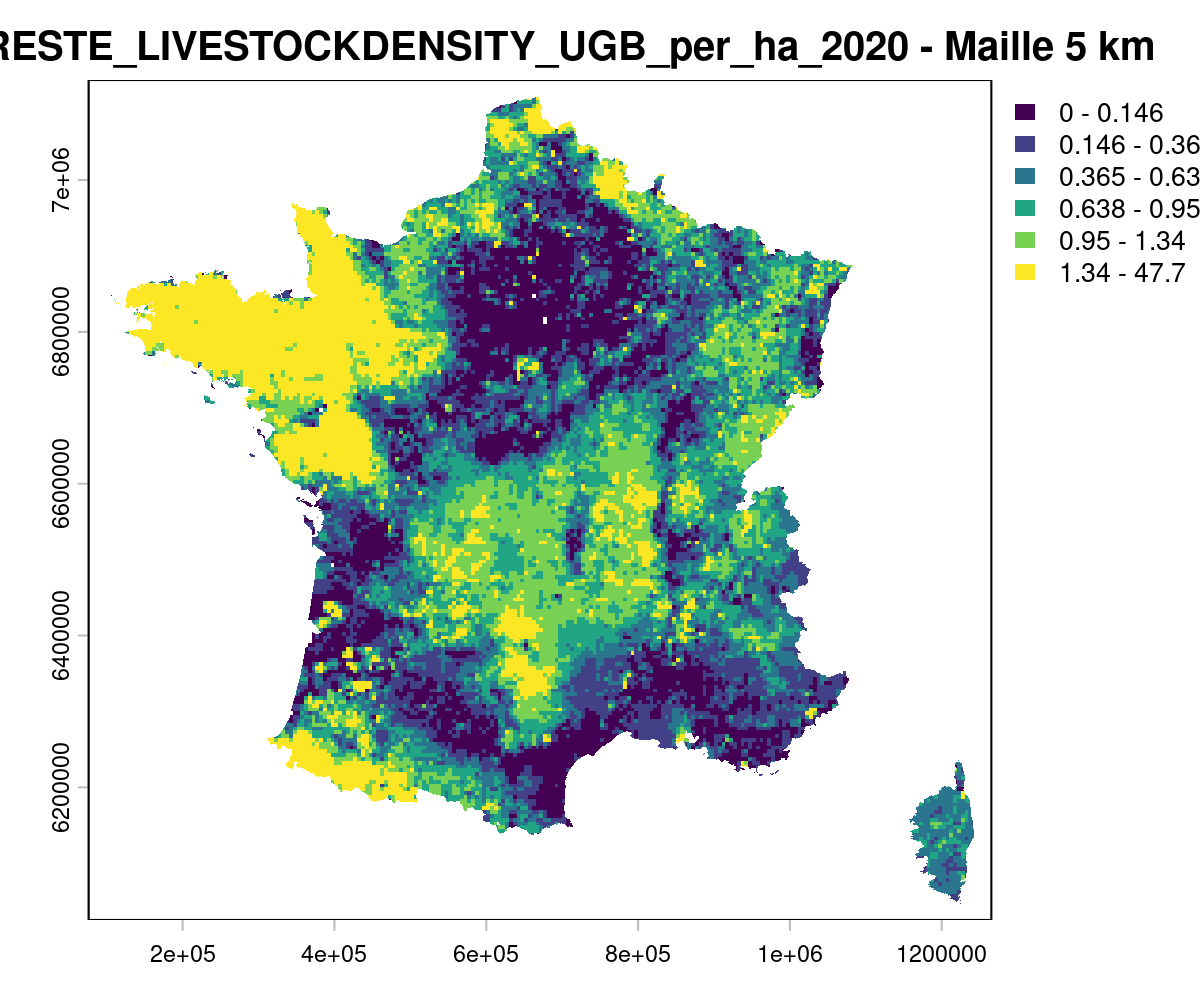 RESTE_LIVESTOCKDENSITY_UGB_per_ha_2020 - Maille 5 km
0 - 0.146
0.146 - 0.36
0.365 - 0.63
0.638 - 0.95
0.95 - 1.34
1.34 - 47.7
7e+06
6800000
6600000
6400000
6200000
2e+05
4e+05
6e+05
8e+05
1e+06
1200000